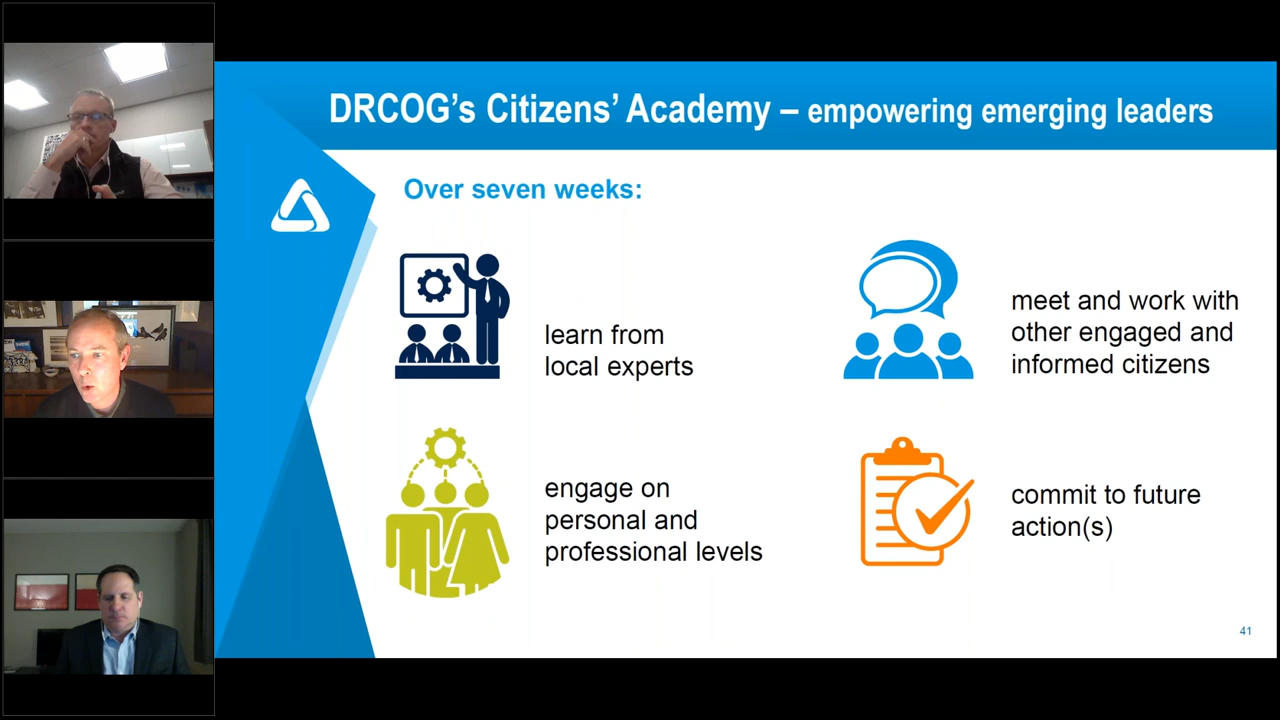 DRCOG's Citizens' Academy – empowering emerging leaders
Over seven weeks:
learn from
local experts
meet and work with
other engaged and
informed citizens
engage on
personal and
professional levels
commit to future
action(s)
41